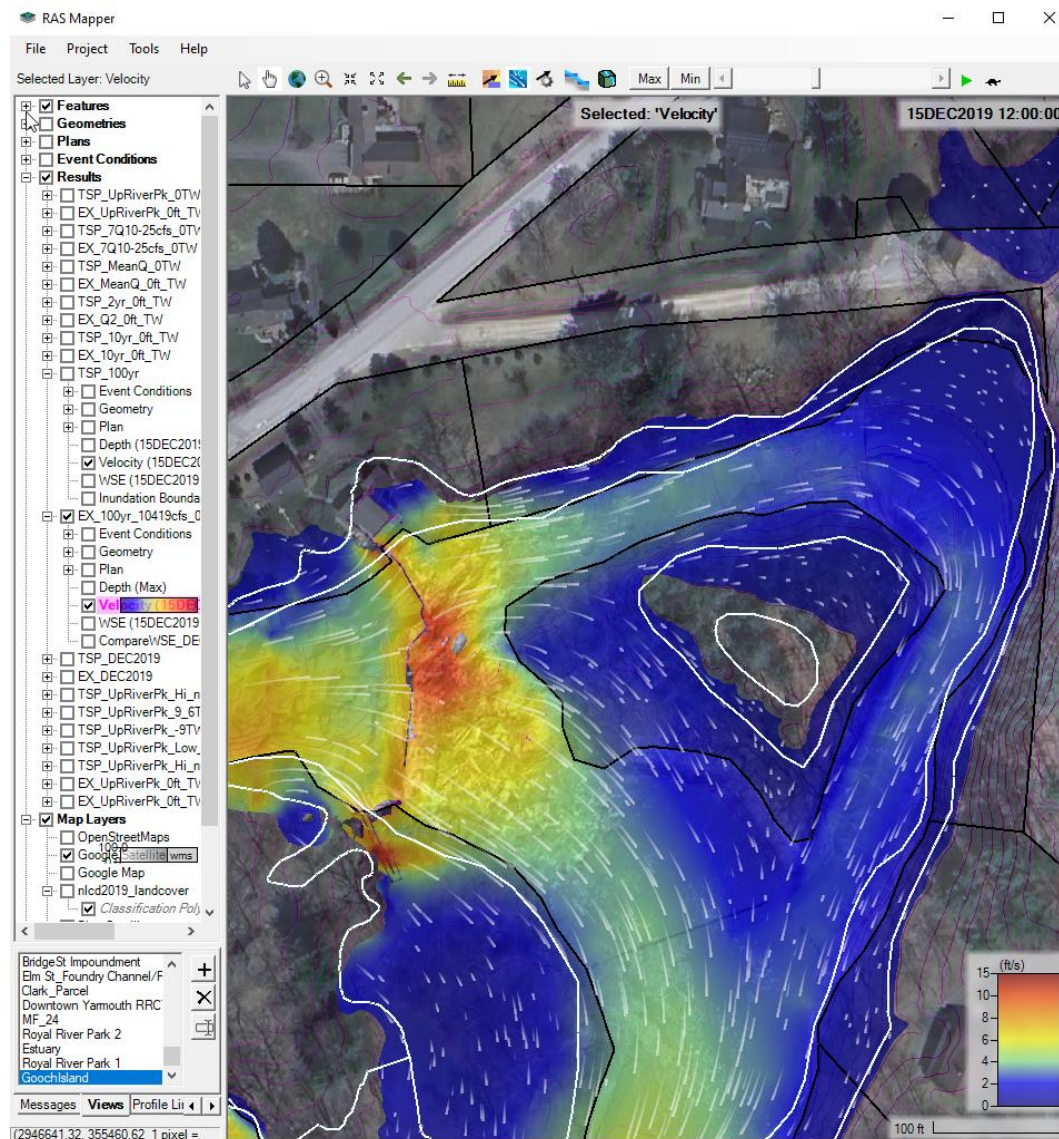 RAS Mapper
File Project Tools Help
Selected Layer: Velocity
Max Min
Features
Geometries
Plans
Event Conditions
Results
TSP_UpRiverPk_0TW
EX_UpRiverPk_0ft_TW
TSP_7Q10-25cfs_0TW
EX_7Q10-25cfs_0TW
TSP_MeanQ_0TW
EX_MeanQ_0ft_TW
TSP_2yr_0ft_TW
EX_Q2_0ft_TW
TSP_10yr_0ft_TW
EX_10yr_0ft_TW
TSP_100yr
Event Conditions
Geometry
Plan
Depth (15DEC2019
Velocity (15DEC20
WSE (15DEC2019
Inundation Bounda
EX_100yr_10419cfs_0
Event Conditions
Geometry
Plan
Depth (Max)
Velocity (15DEC
WSE (15DEC2019
CompareWSE_DE
TSP_DEC2019
EX_DEC2019
TSP_UpRiverPk_Hi_n
TSP_UpRiverPk_9_6T
TSP_UpRiverPk_-9TW
TSP_UpRiverPk_Low_
TSP_UpRiverPk_Hi_n
EX_UpRiverPk_0ft_TW
EX_UpRiverPk_0ft_TW
Map Layers
OpenStreetMaps
Google Satellite wms
Google Map
nlcd2019_landcover
Classification Poly
BridgeSt Impoundment
Elm St_Foundry Channel/F
Clark_Parcel
Downtown Yarmouth RRC
MF_24
Royal River Park 2
Estuary
Royal River Park 1
GoochIsland
Messages Views Profile Li
(2946641.32, 355460.62 1 pixel =
Selected: 'Velocity'
15DEC2019 12:00:00
(ft/s)
15
10
8
6
4
2
0
100 ft